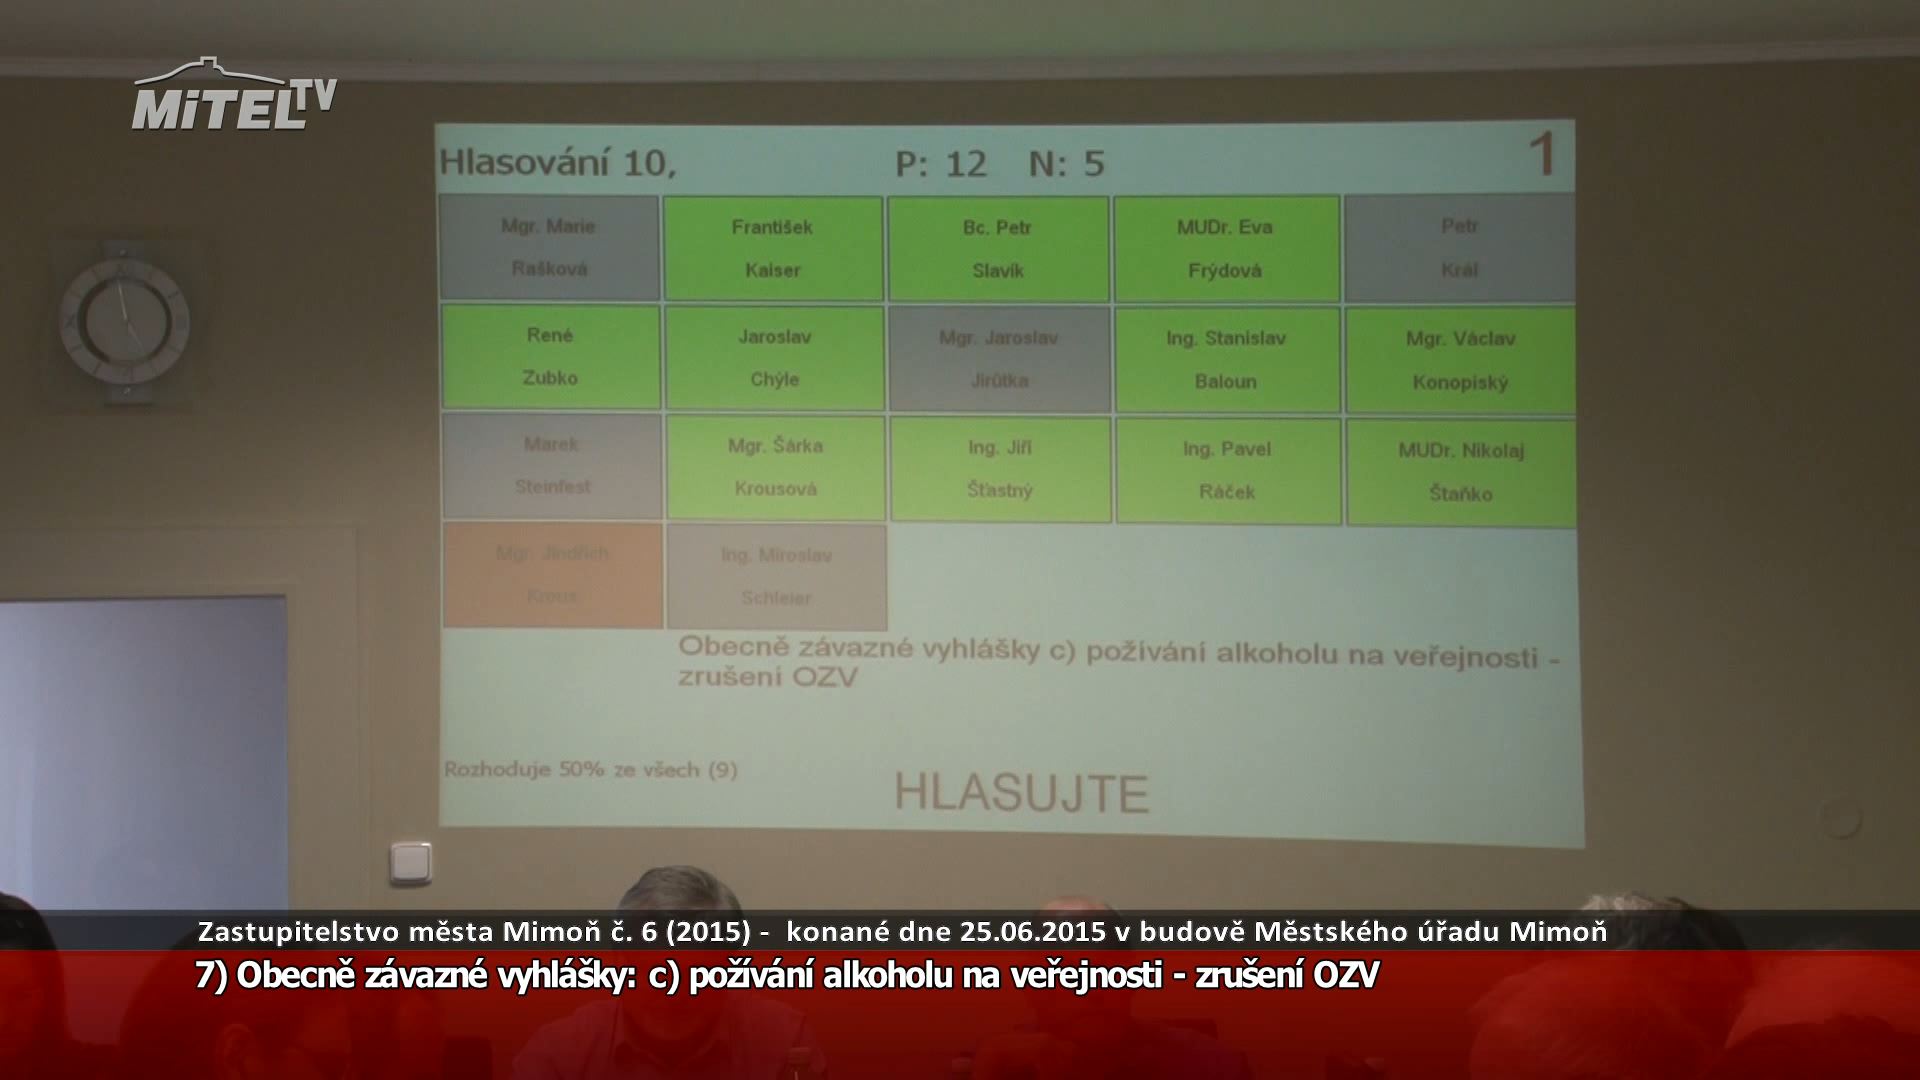 MiTEL TV
Hlasování 10, P: 12 N: 5 1
Mgr. Marie
Rašková
František
Kaiser
Bc. Petr
Slavík
MUDr. Eva
Frýdová
Petr
Král
René
Zubko
Jaroslav
Chýle
Mgr. Jaroslav
Jirůtka
Ing. Stanislav
Baloun
Mgr. Václav
Konopiský
Marek
Steinfest
Mgr. Šárka
Krousová
Ing. Jiří
Šťastný
Ing. Pavel
Ráček
MUDr. Nikolaj
Štaňko
Mgr. Jindřich
Krous
Ing. Miroslav
Schleier
Obecně závazné vyhlášky c) požívání alkoholu na veřejnosti -
zrušení OZV
Rozhoduje 50% ze všech (9)
HLASUJTE
Zastupitelstvo města Mimoň č. 6 (2015) - konané dne 25.06.2015 v budově Městského úřadu Mimoň
7) Obecně závazné vyhlášky: c) požívání alkoholu na veřejnosti - zrušení OZV